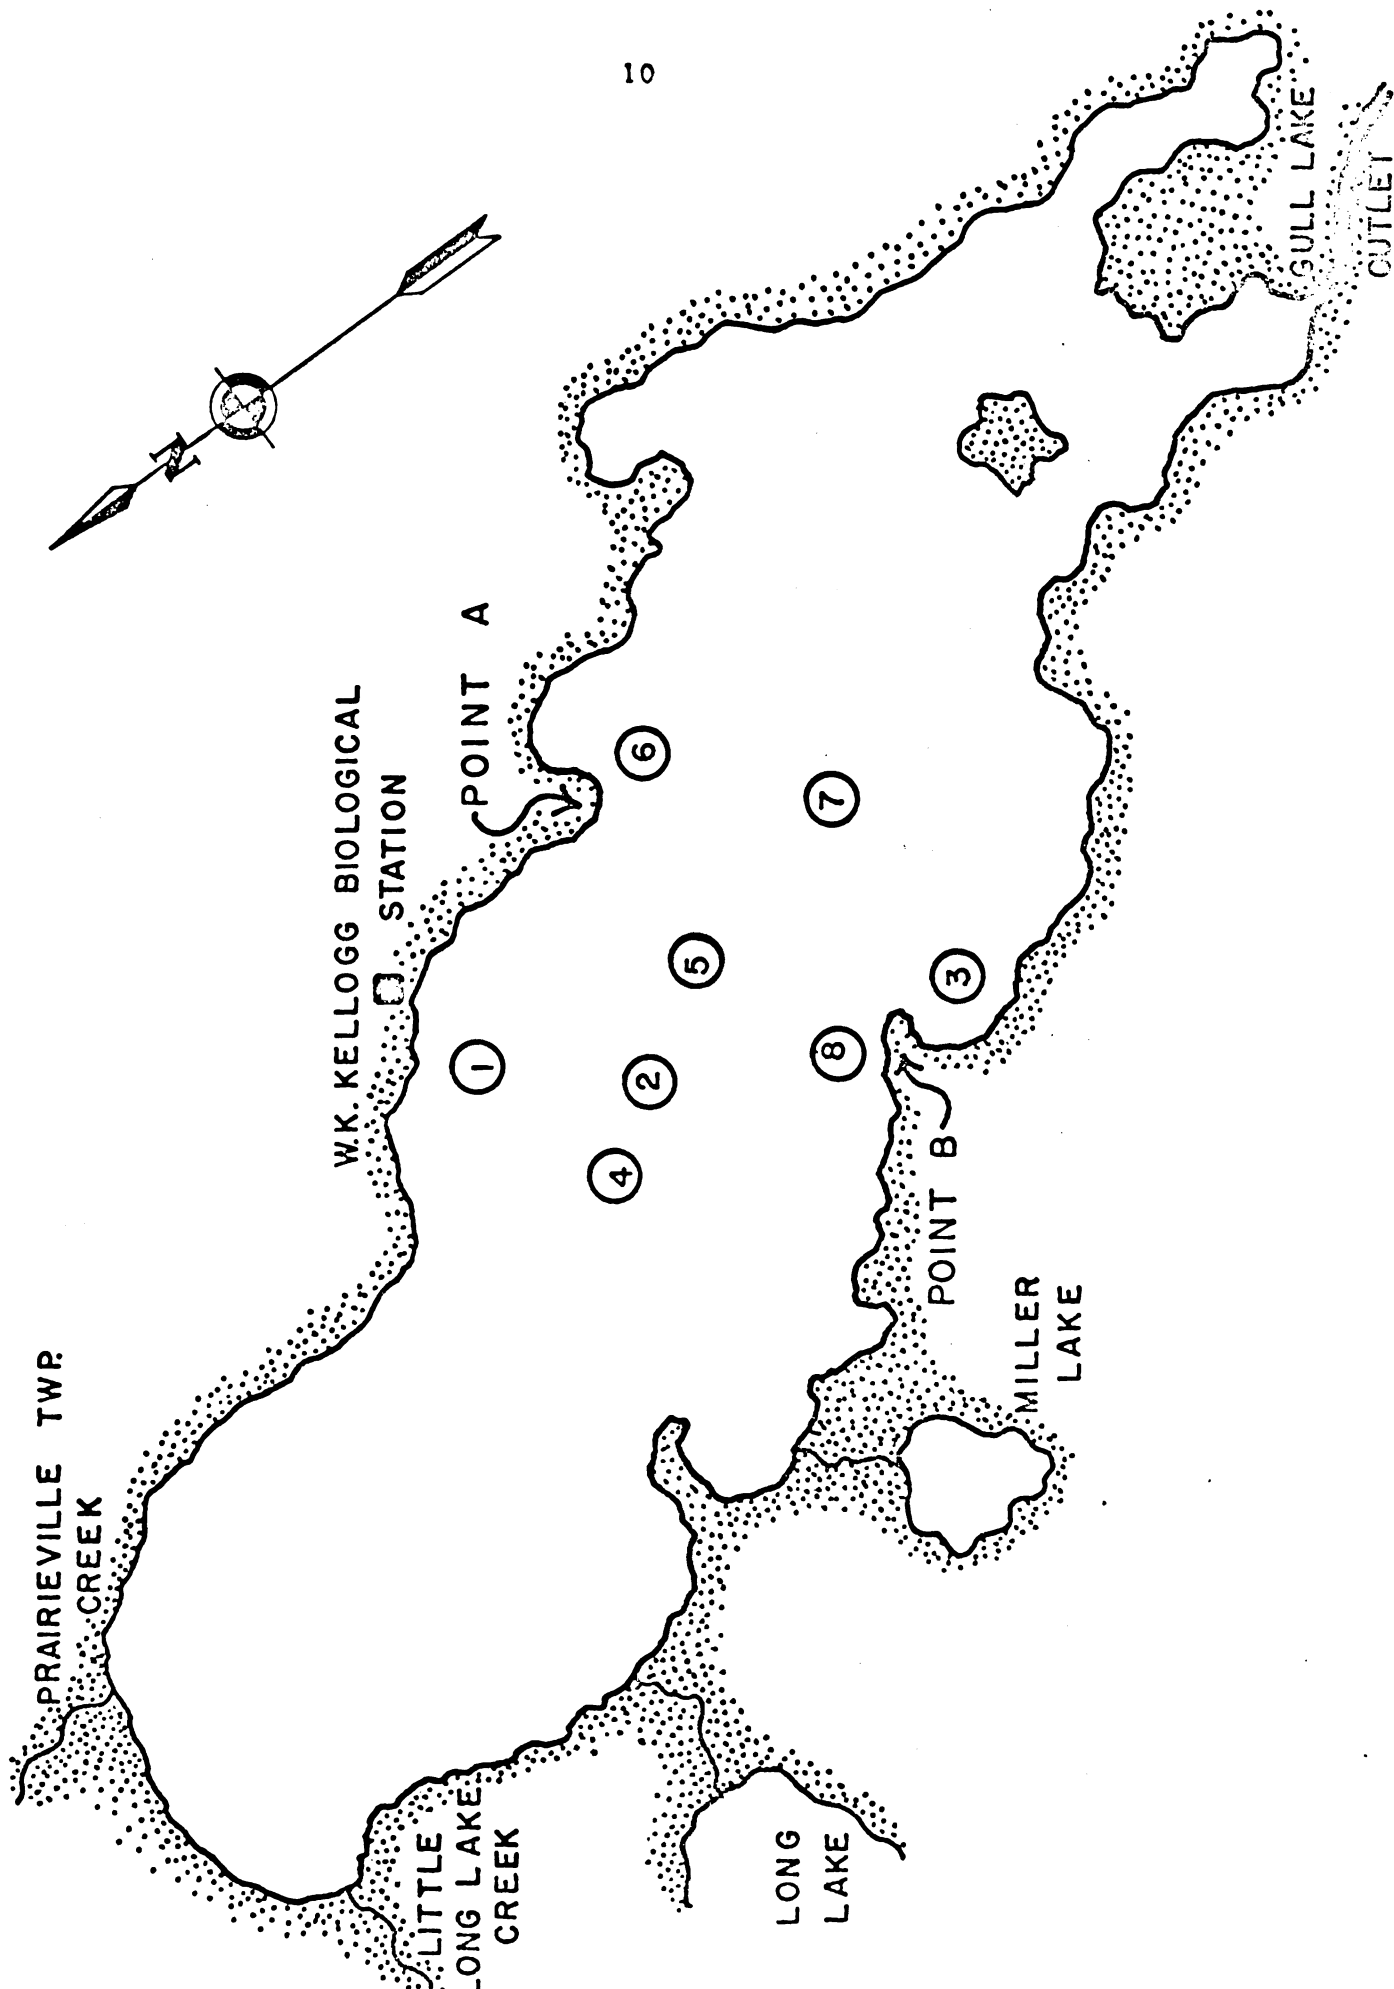 10
GULL LAKE
OUTLET
POINT A
W.K. KELLOGG BIOLOGICAL
STATION
N
6
7
5
3
1
2
8
4
POINT B
MILLER
LAKE
PRAIRIEVILLE TWP.
CREEK
LITTLE
LONG LAKE
CREEK
LONG
LAKE